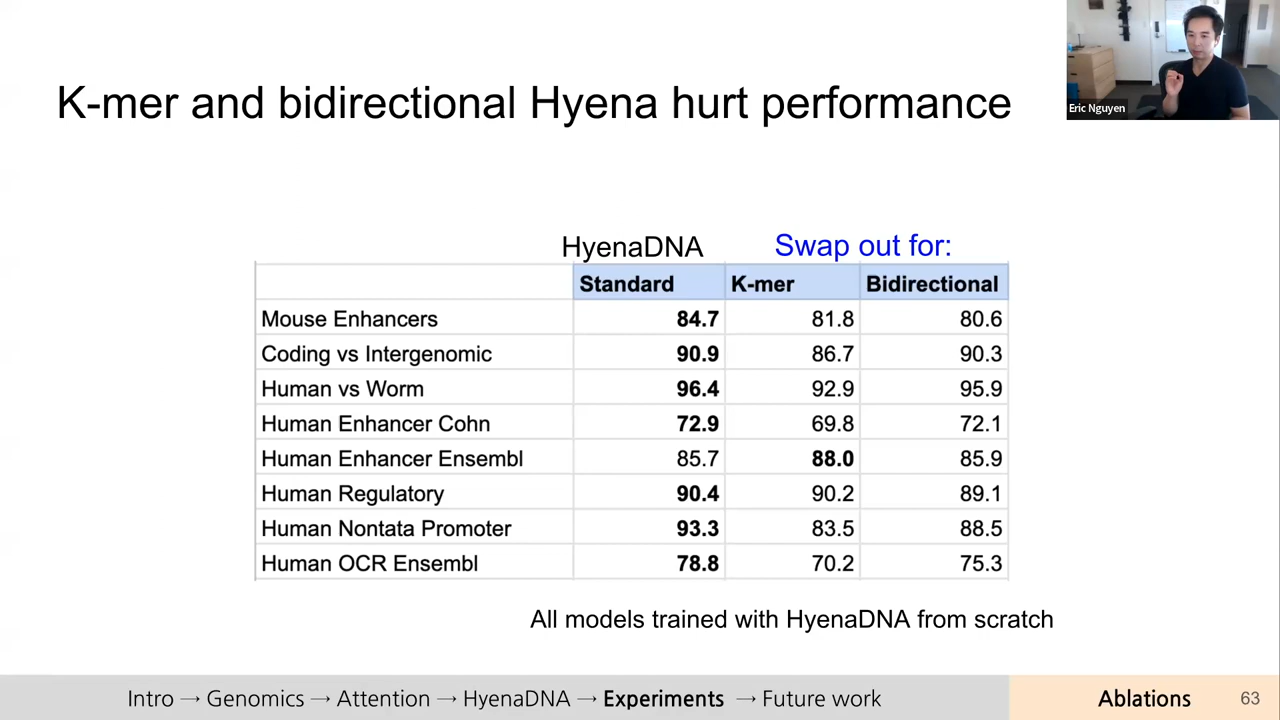 K-mer and bidirectional Hyena hurt performance
Eric Nguyen
HyenaDNA Swap out for:
Standard K-mer Bidirectional
Mouse Enhancers 84.7 81.8 80.6
Coding vs Intergenomic 90.9 86.7 90.3
Human vs Worm 96.4 92.9 95.9
Human Enhancer Cohn 72.9 69.8 72.1
Human Enhancer Ensembl 85.7 88.0 85.9
Human Regulatory 90.4 90.2 89.1
Human Nontata Promoter 93.3 83.5 88.5
Human OCR Ensembl 78.8 70.2 75.3
All models trained with HyenaDNA from scratch
Intro → Genomics → Attention → HyenaDNA → Experiments → Future work Ablations 63